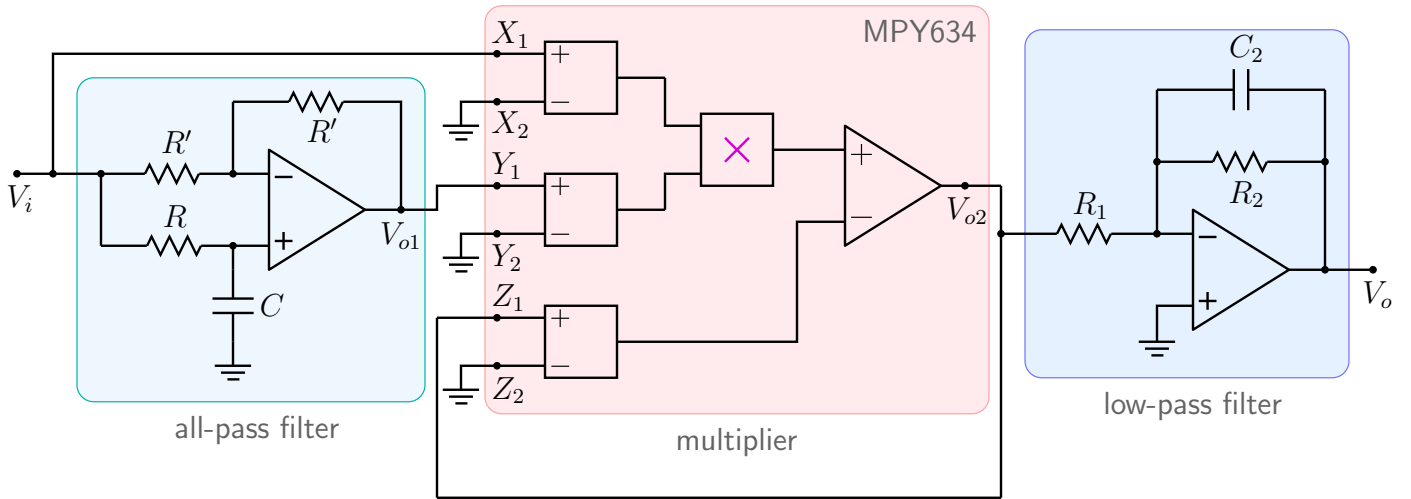 MPY634
X₁
C₂
X₂
R′
R′
Y₁
Vᵢ
R
Vₒ₁
Y₂
Vₒ₂
R₁
R₂
Z₁
C
Vₒ
Z₂
all-pass filter
multiplier
low-pass filter